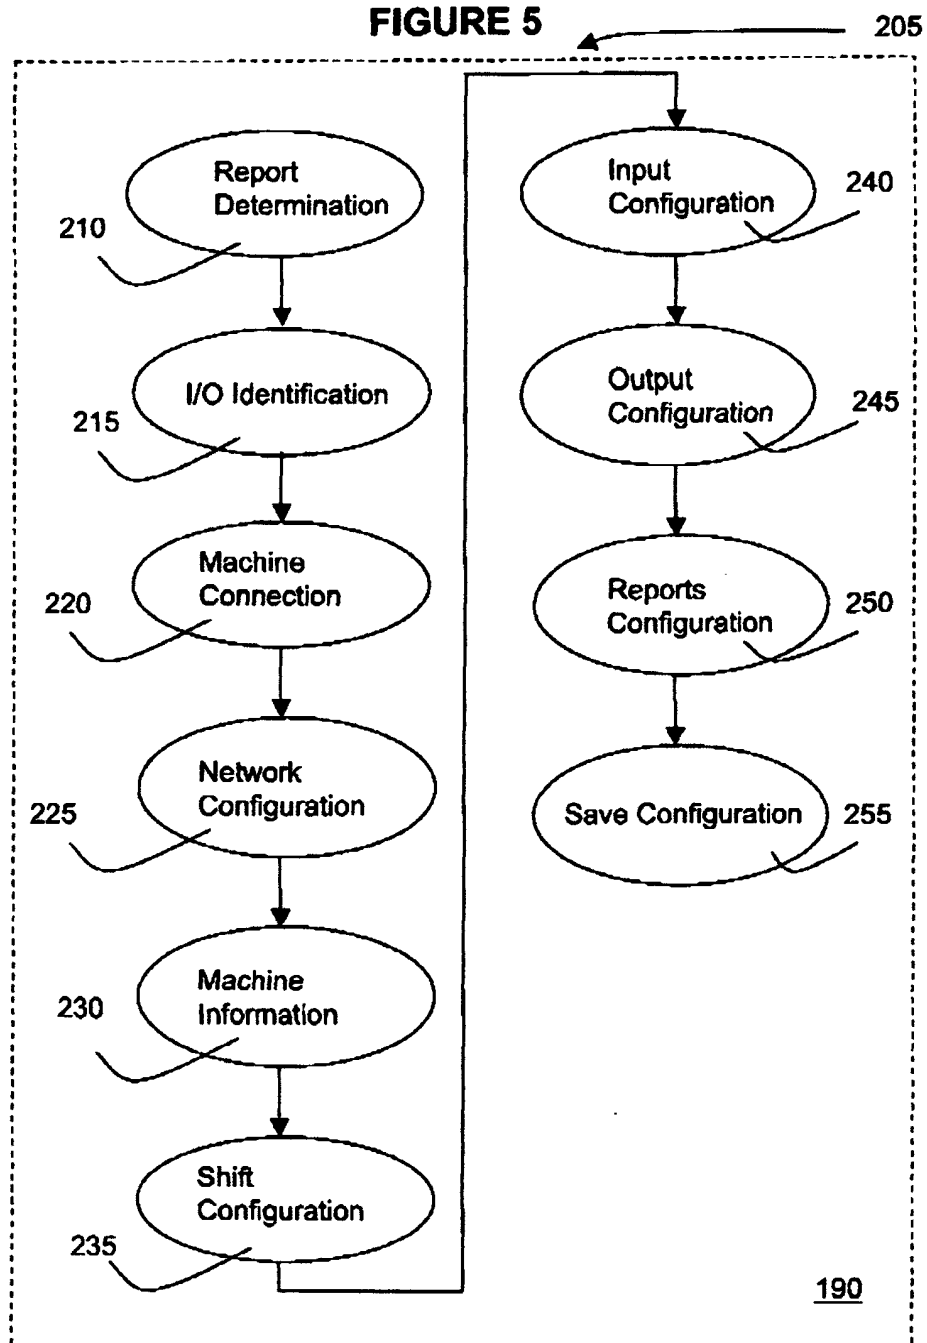 FIGURE 5
205
Report
Determination
210
I/O Identification
215
Machine
Connection
220
Network
Configuration
225
Machine
Information
230
Shift
Configuration
235
Input
Configuration
240
Output
Configuration
245
Reports
Configuration
250
Save Configuration
255
190